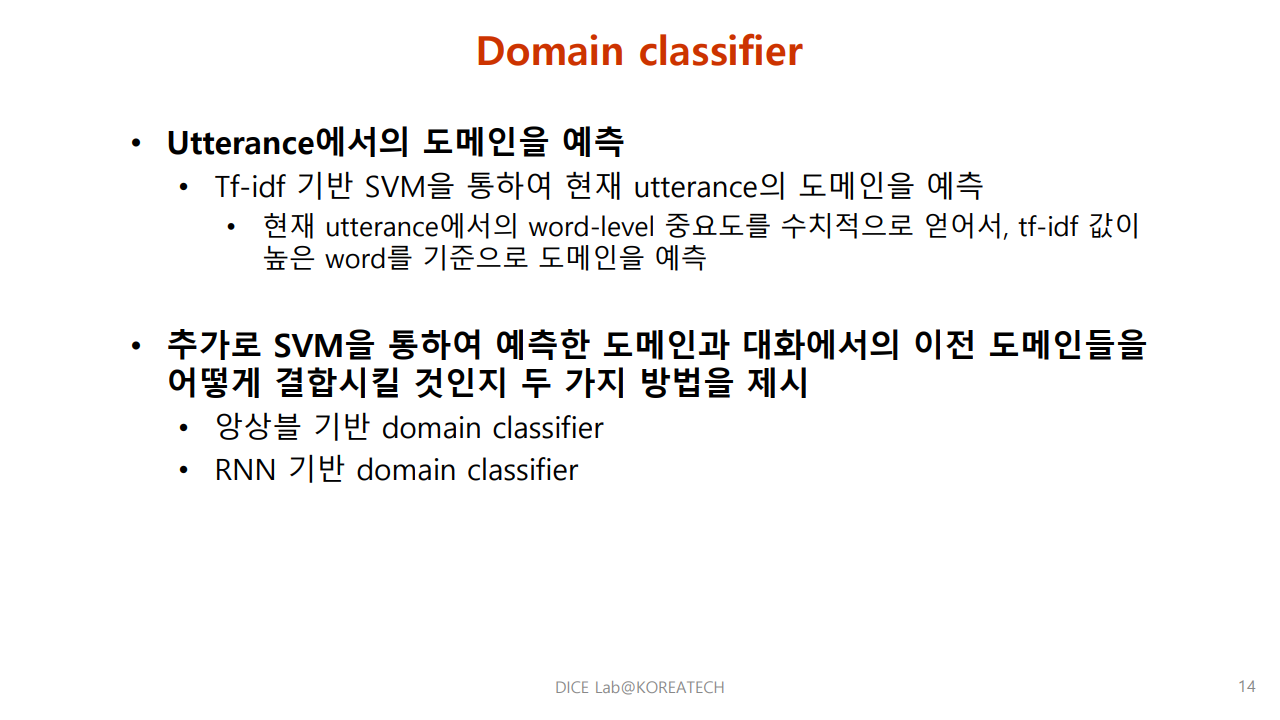 Domain classifier
• Utterance에서의 도메인을 예측
• Tf-idf 기반 SVM을 통하여 현재 utterance의 도메인을 예측
• 현재 utterance에서의 word-level 중요도를 수치적으로 얻어서, tf-idf 값이
높은 word를 기준으로 도메인을 예측
• 추가로 SVM을 통하여 예측한 도메인과 대화에서의 이전 도메인들을
어떻게 결합시킬 것인지 두 가지 방법을 제시
• 앙상블 기반 domain classifier
• RNN 기반 domain classifier
DICE Lab@KOREATECH
14